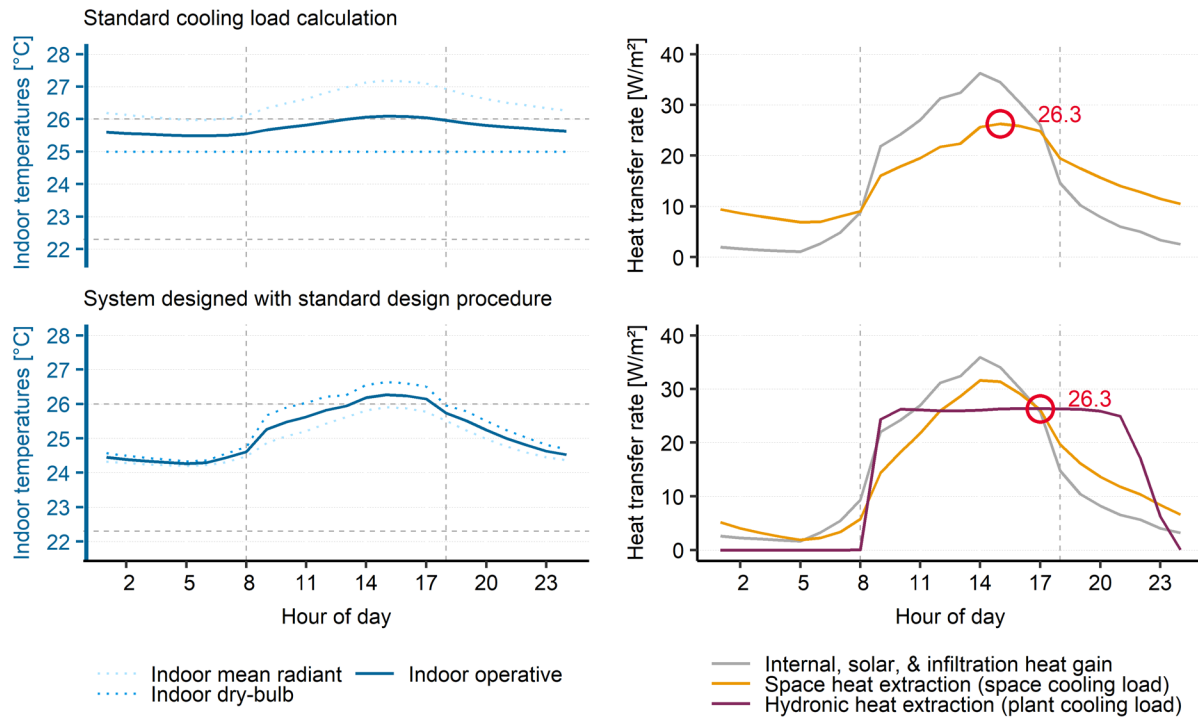 Standard cooling load calculation
Indoor temperatures [°C]
28
27
26
25
24
23
22
Heat transfer rate [W/m²]
40
30
20
10
0
26.3
System designed with standard design procedure
Indoor temperatures [°C]
28
27
26
25
24
23
22
2 5 8 11 14 17 20 23
Hour of day
Heat transfer rate [W/m²]
40
30
20
10
0
26.3
2 5 8 11 14 17 20 23
Hour of day
Indoor mean radiant Indoor operative
Indoor dry-bulb
Internal, solar, & infiltration heat gain
Space heat extraction (space cooling load)
Hydronic heat extraction (plant cooling load)